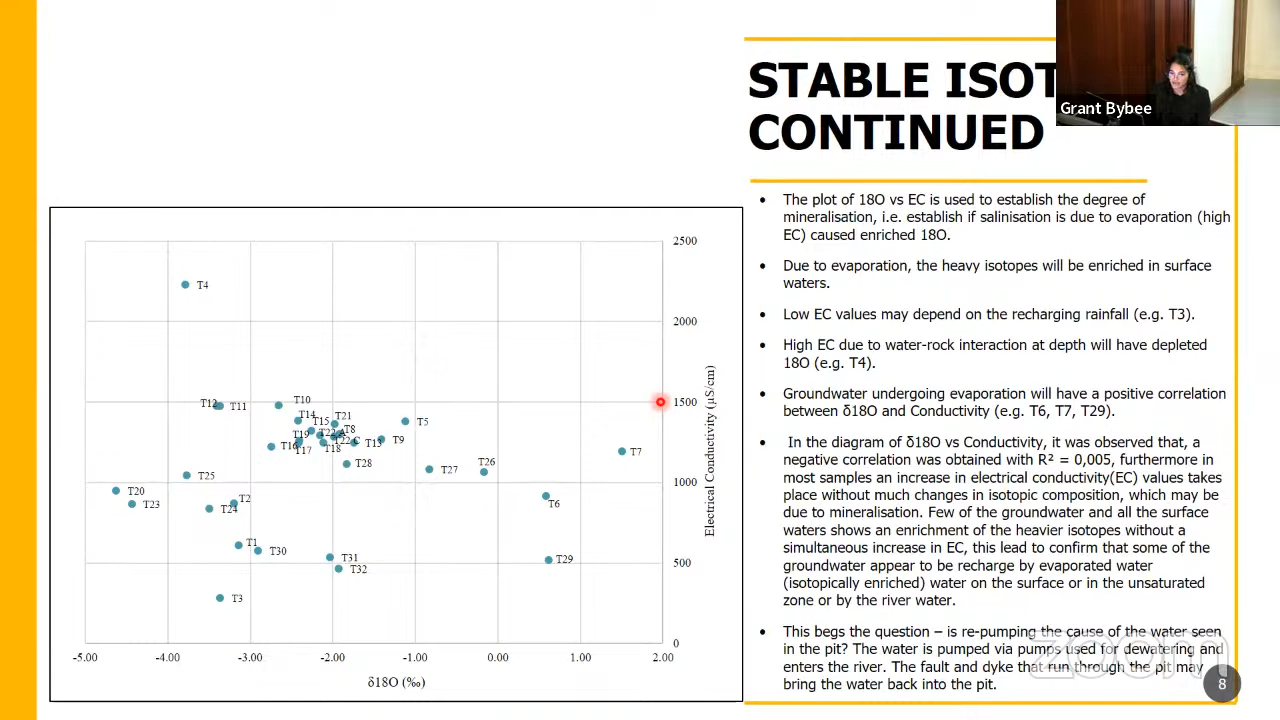 STABLE ISOT
CONTINUED
Grant Bybee
• The plot of 18O vs EC is used to establish the degree of
mineralisation, i.e. establish if salinisation is due to evaporation (high
EC) caused enriched 18O.
• Due to evaporation, the heavy isotopes will be enriched in surface
waters.
• Low EC values may depend on the recharging rainfall (e.g. T3).
• High EC due to water-rock interaction at depth will have depleted
18O (e.g. T4).
• Groundwater undergoing evaporation will have a positive correlation
between δ18O and Conductivity (e.g. T6, T7, T29).
• In the diagram of δ18O vs Conductivity, it was observed that, a
negative correlation was obtained with R² = 0,005, furthermore in
most samples an increase in electrical conductivity(EC) values takes
place without much changes in isotopic composition, which may be
due to mineralisation. Few of the groundwater and all the surface
waters shows an enrichment of the heavier isotopes without a
simultaneous increase in EC, this lead to confirm that some of the
groundwater appear to be recharge by evaporated water
(isotopically enriched) water on the surface or in the unsaturated
zone or by the river water.
• This begs the question – is re-pumping the cause of the water seen
in the pit? The water is pumped via pumps used for dewatering and
enters the river. The fault and dyke that run through the pit may
bring the water back into the pit.
zoom
8
2500
T4
2000
T12
T11
T10
1500
T14
T15
T21
T5
T19
T22 A
T8
T16
T17
T18
T22 C
T13
T9
T7
T28
T27
T26
T25
1000
T20
T23
T2
T24
T6
T1
T30
T31
T32
T29
500
T3
0
-5.00
-4.00
-3.00
-2.00
-1.00
0.00
1.00
2.00
δ18O (‰)
Electrical Conductivity (µS/cm)